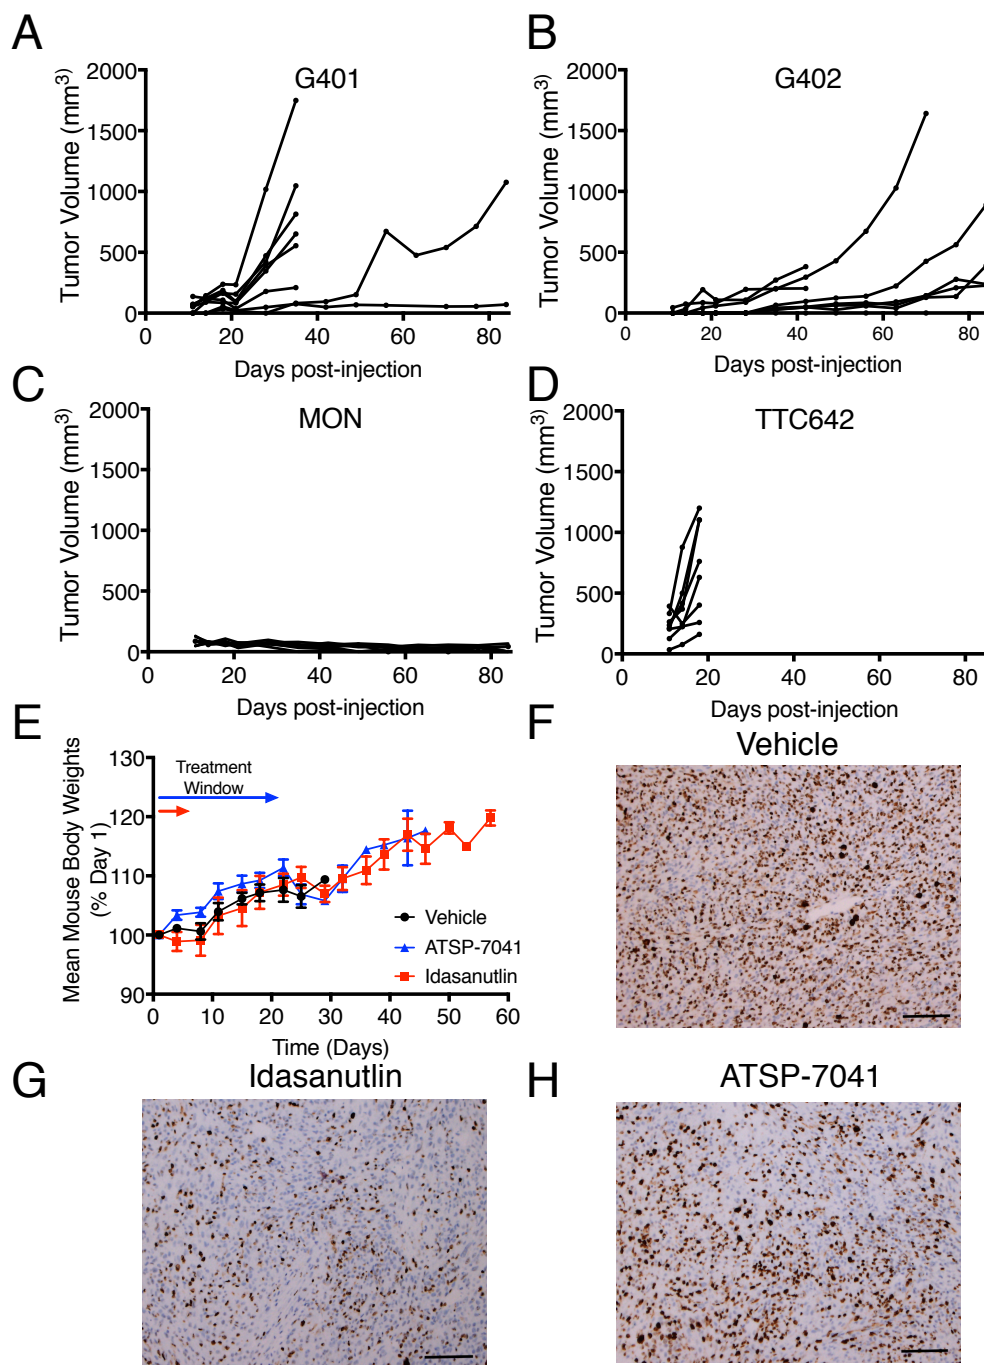 A
G401
Tumor Volume (mm3)
2000
1500
1000
500
0
0 20 40 60 80
Days post-injection
B
G402
Tumor Volume (mm3)
2000
1500
1000
500
0
0 20 40 60 80
Days post-injection
C
MON
Tumor Volume (mm3)
2000
1500
1000
500
0
0 20 40 60 80
Days post-injection
D
TTC642
Tumor Volume (mm3)
2000
1500
1000
500
0
0 20 40 60 80
Days post-injection
E
Mean Mouse Body Weights
(% Day 1)
130
120
110
100
90
Treatment
Window
Vehicle
ATSP-7041
Idasanutlin
0 10 20 30 40 50 60
Time (Days)
F
Vehicle
G
Idasanutlin
H
ATSP-7041